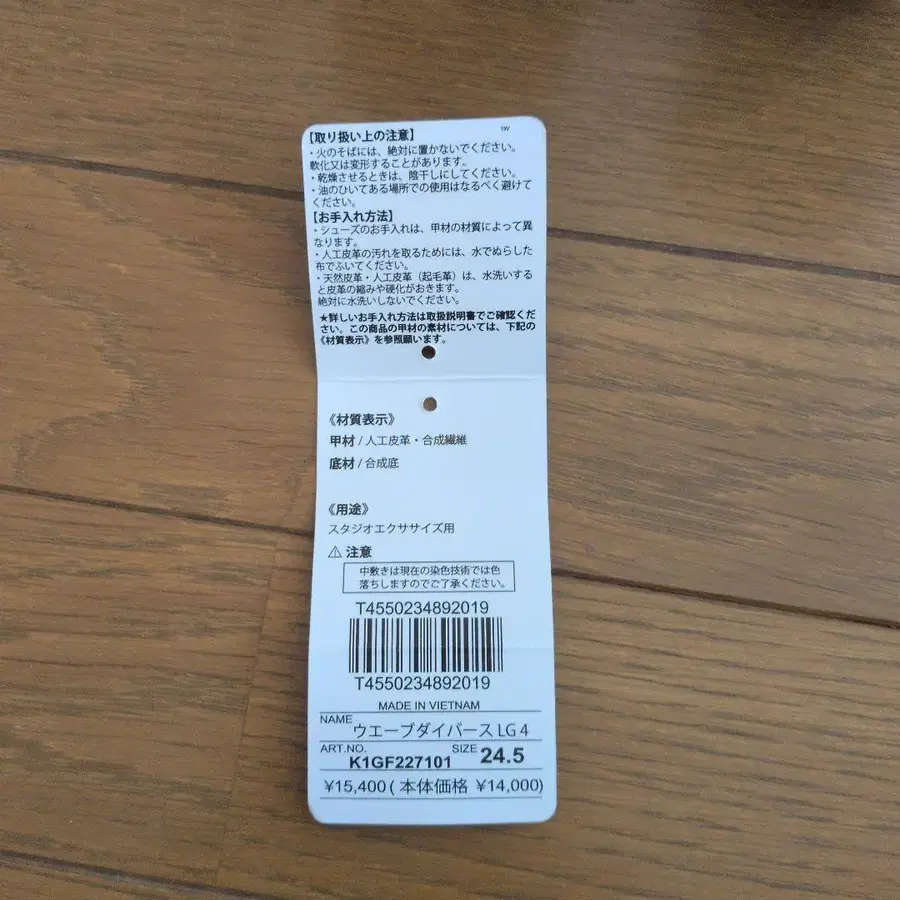 1W
【取り扱い上の注意】
・火のそばには、絶対に置かないでください。
軟化又は変形することがあります。
・乾燥させるときは、陰干しにしてください。
・油のひいてある場所での使用はなるべく避けて
ください。
【お手入れ方法】
・シューズのお手入れは、甲材の材質によって異
なります。
・人工皮革の汚れを取るためには、水でぬらした
布でふいてください。
・天然皮革・人工皮革（起毛革）は、水洗いする
と皮革の縮みや硬化がおきます。
絶対に水洗いしないでください。
★詳しいお手入れ方法は取扱説明書でご確認くだ
さい。この商品の甲材の素材については、下記の
《材質表示》を参照願います。
《材質表示》
甲材 / 人工皮革・合成繊維
底材 / 合成底
《用途》
スタジオエクササイズ用
⚠ 注意
中敷きは現在の染色技術では色
落ちしますのでご了承ください。
T4550234892019
T4550234892019
MADE IN VIETNAM
NAME ウエーブダイバース LG 4
ART.NO. K1GF227101 SIZE 24.5
¥15,400 ( 本体価格 ¥14,000)